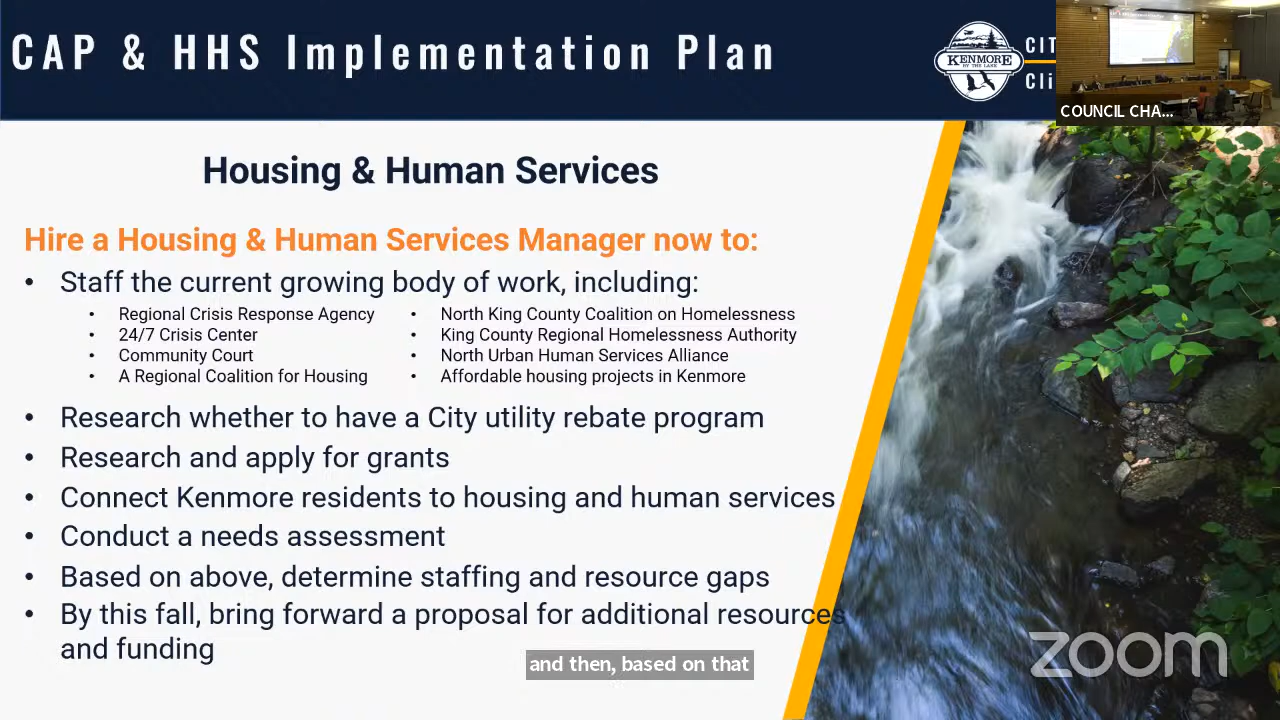 CAP & HHS Implementation Plan
KENMORE
BY THE LAKE
CIT
Cli
COUNCIL CHA...
Housing & Human Services
Hire a Housing & Human Services Manager now to:
• Staff the current growing body of work, including:
• Regional Crisis Response Agency
• 24/7 Crisis Center
• Community Court
• A Regional Coalition for Housing
• North King County Coalition on Homelessness
• King County Regional Homelessness Authority
• North Urban Human Services Alliance
• Affordable housing projects in Kenmore
• Research whether to have a City utility rebate program
• Research and apply for grants
• Connect Kenmore residents to housing and human services
• Conduct a needs assessment
• Based on above, determine staffing and resource gaps
• By this fall, bring forward a proposal for additional resources
and funding
and then, based on that
zoom